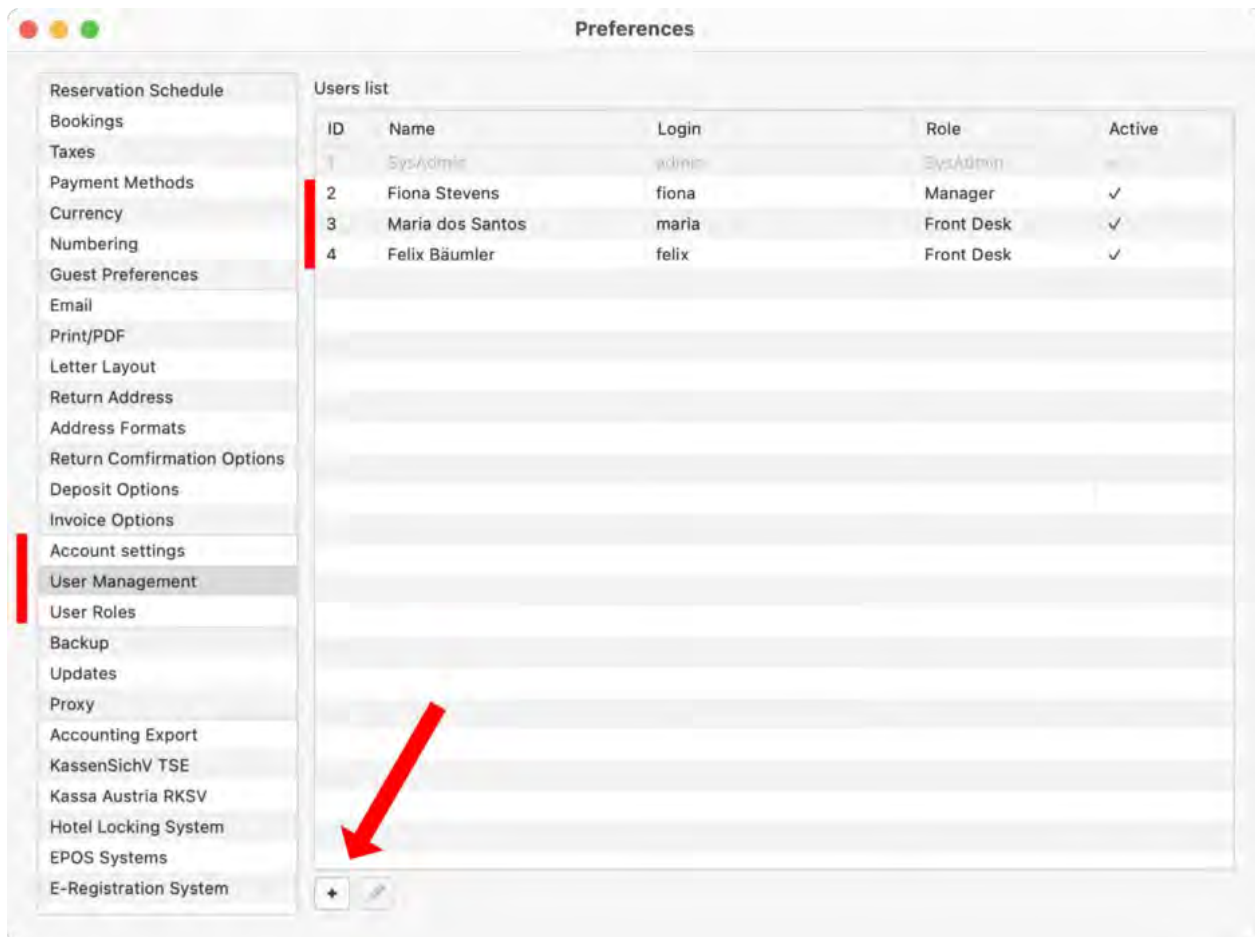 Preferences
Reservation Schedule
Bookings
Taxes
Payment Methods
Currency
Numbering
Guest Preferences
Email
Print/PDF
Letter Layout
Return Address
Address Formats
Return Comfirmation Options
Deposit Options
Invoice Options
Account settings
User Management
User Roles
Backup
Updates
Proxy
Accounting Export
KassenSichV TSE
Kassa Austria RKSV
Hotel Locking System
EPOS Systems
E-Registration System
Users list
ID Name Login Role Active
1 SysAdmin admin SysAdmin
2 Fiona Stevens fiona Manager ✓
3 Maria dos Santos maria Front Desk ✓
4 Felix Bäumler felix Front Desk ✓
+